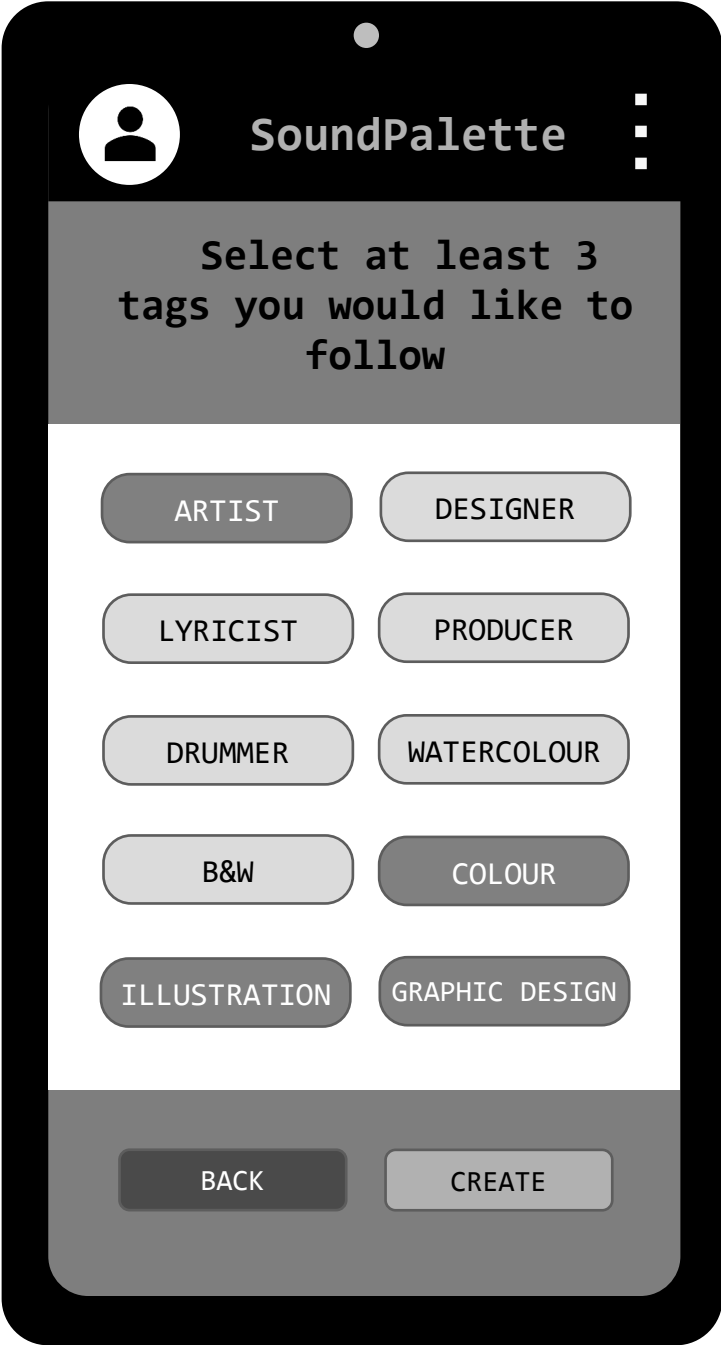 SoundPalette
Select at least 3
tags you would like to
follow
ARTIST
DESIGNER
LYRICIST
PRODUCER
DRUMMER
WATERCOLOUR
B&W
COLOUR
ILLUSTRATION
GRAPHIC DESIGN
BACK
CREATE